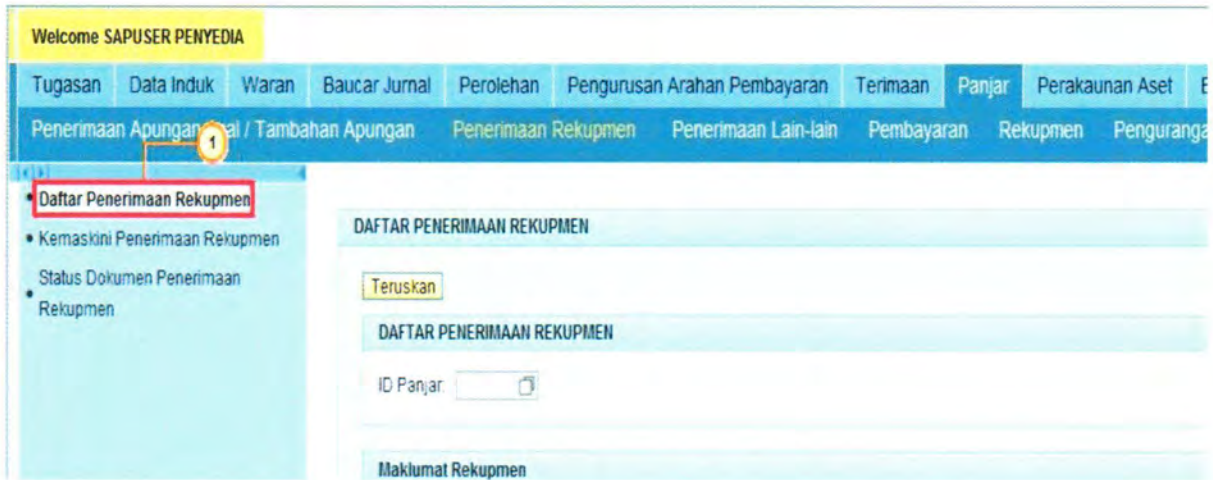 Welcome SAPUSER PENYEDIA
Tugasan Data Induk Waran Baucar Jurnal Perolehan Pengurusan Arahan Pembayaran Terimaan Panjar Perakaunan Aset
Penerimaan Apungan / Tambahan Apungan Penerimaan Rekupmen Penerimaan Lain-lain Pembayaran Rekupmen
1
• Daftar Penerimaan Rekupmen
• Kemaskini Penerimaan Rekupmen
• Status Dokumen Penerimaan
Rekupmen
DAFTAR PENERIMAAN REKUPMEN
Teruskan
DAFTAR PENERIMAAN REKUPMEN
ID Panjar:
Maklumat Rekupmen